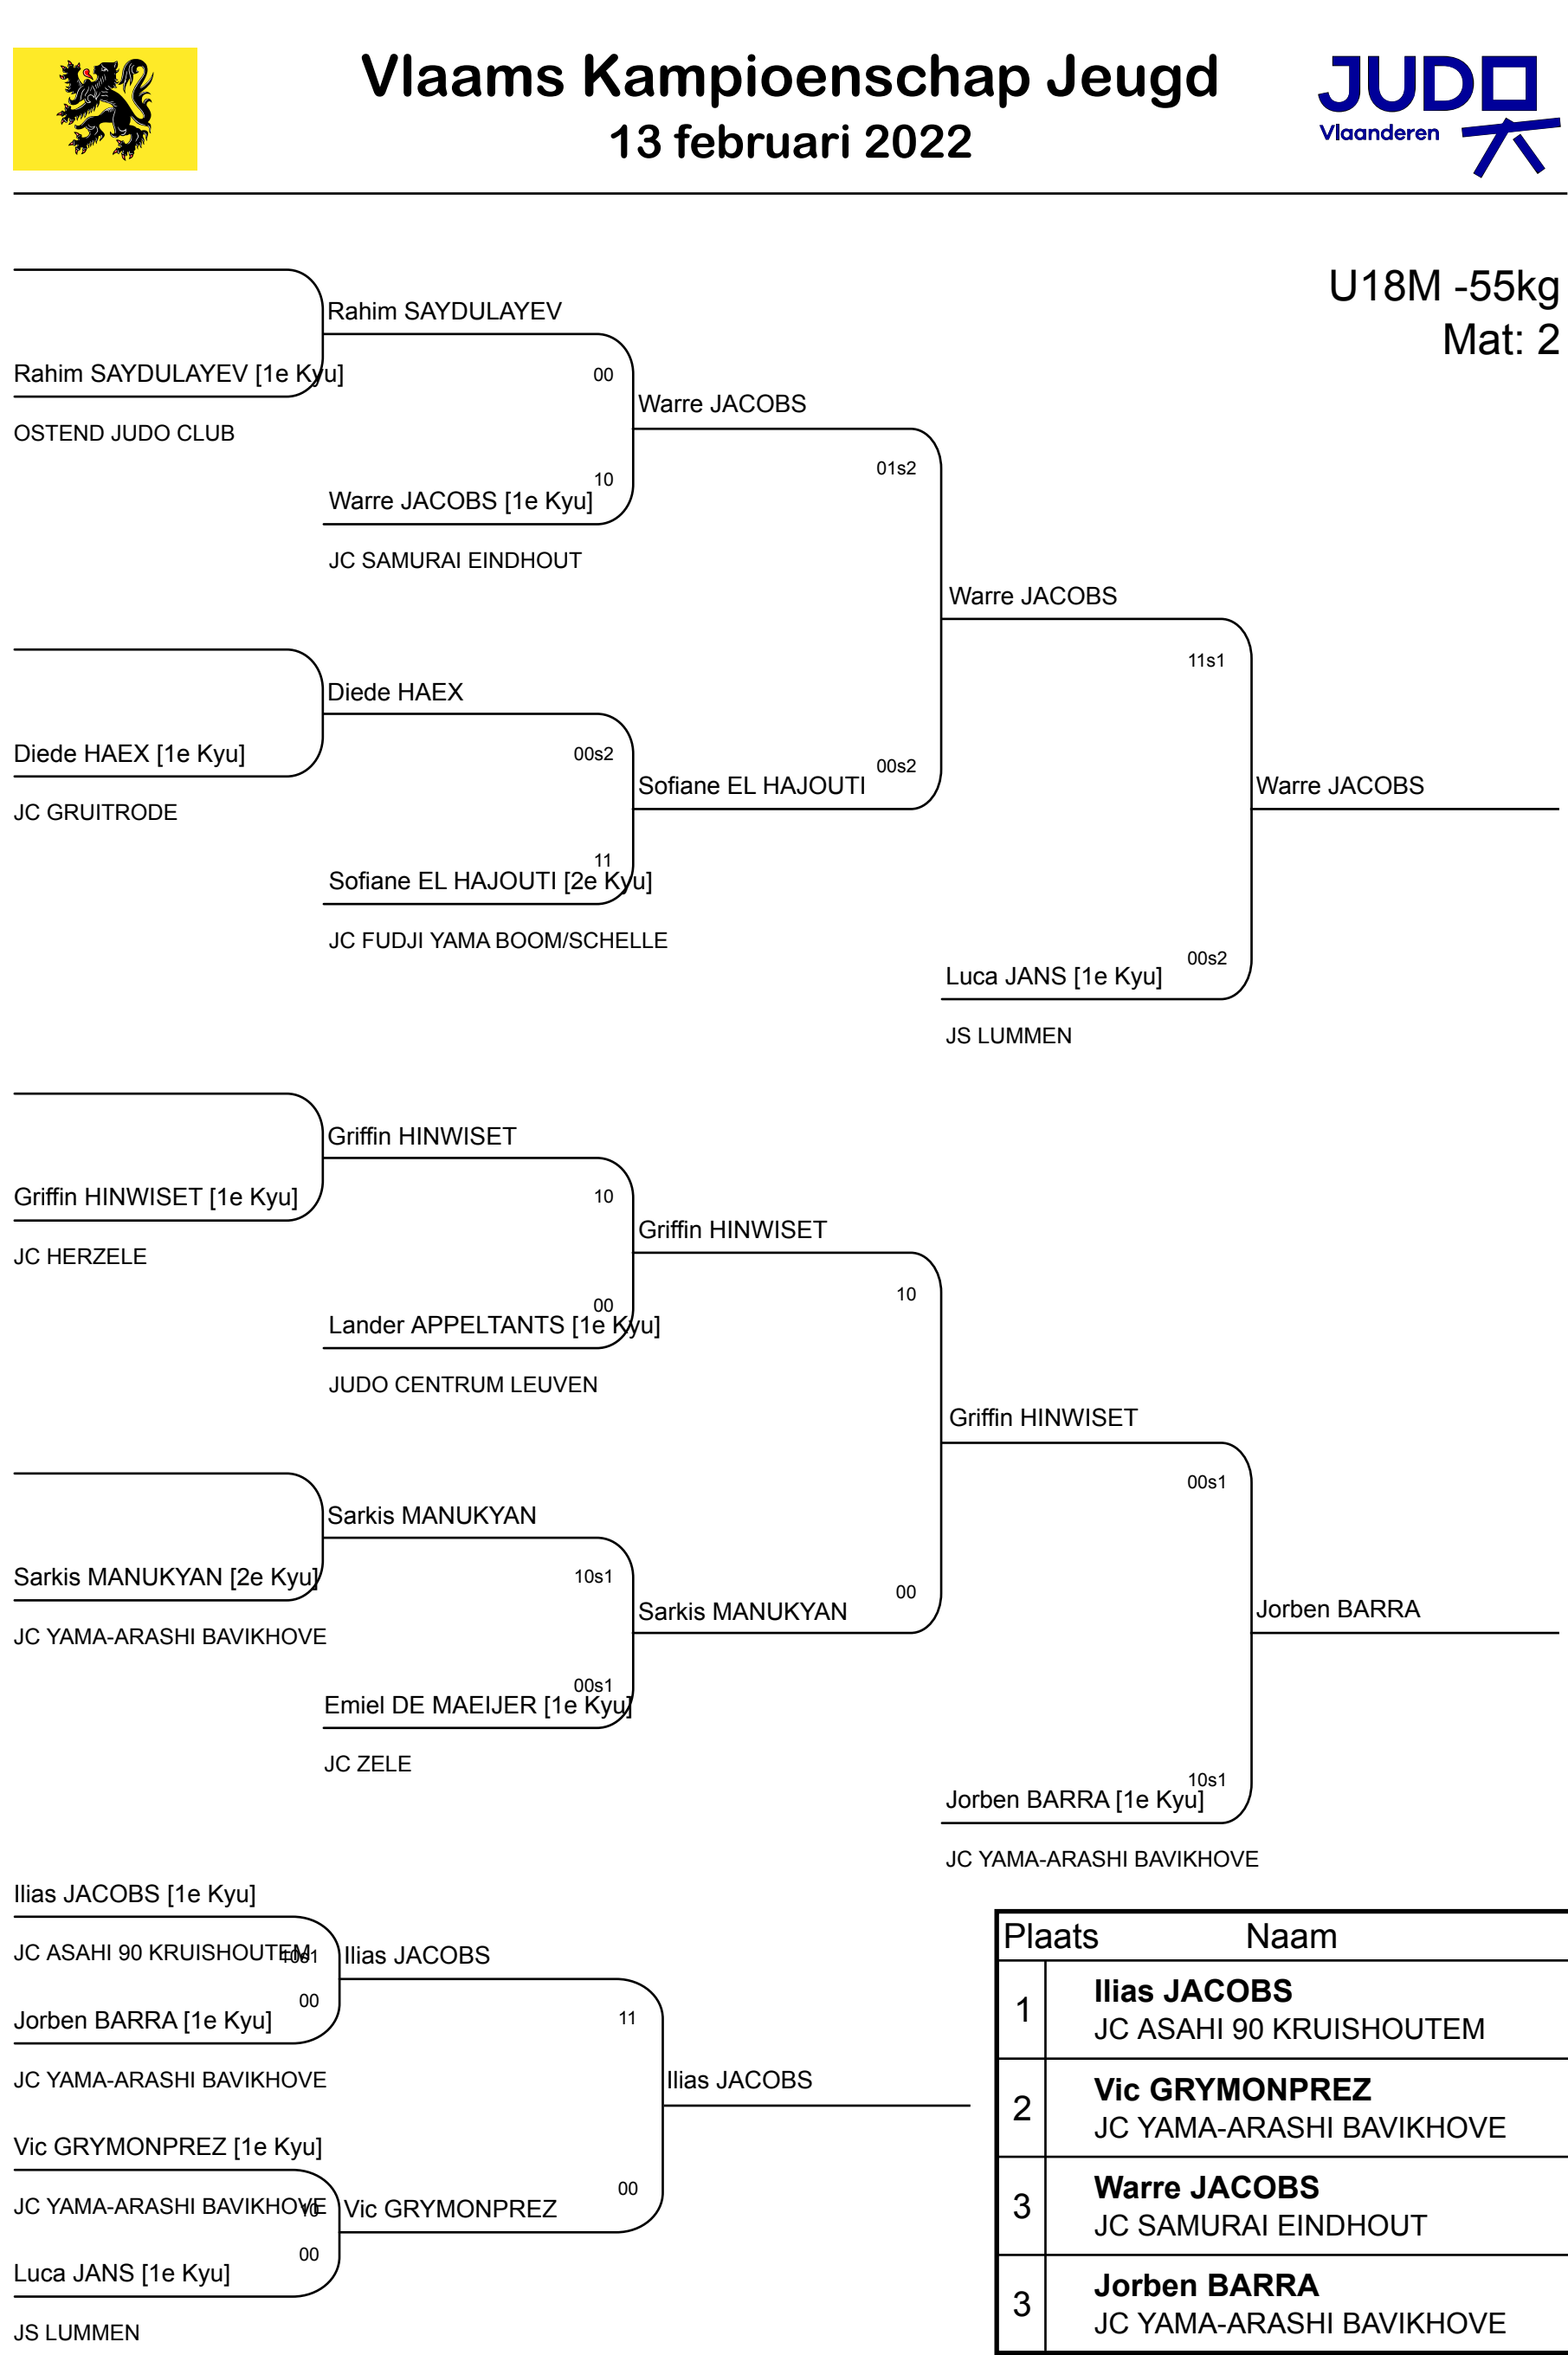 Vlaams Kampioenschap Jeugd
13 februari 2022
JUDO
Vlaanderen
U18M -55kg
Mat: 2
Rahim SAYDULAYEV
Rahim SAYDULAYEV [1e Kyu]
00
Warre JACOBS
OSTEND JUDO CLUB
01s2
10
Warre JACOBS [1e Kyu]
JC SAMURAI EINDHOUT
Warre JACOBS
11s1
Diede HAEX
Diede HAEX [1e Kyu]
00s2
00s2
Sofiane EL HAJOUTI
Warre JACOBS
JC GRUITRODE
11
Sofiane EL HAJOUTI [2e Kyu]
JC FUDJI YAMA BOOM/SCHELLE
00s2
Luca JANS [1e Kyu]
JS LUMMEN
Griffin HINWISET
Griffin HINWISET [1e Kyu]
10
Griffin HINWISET
JC HERZELE
10
00
Lander APPELTANTS [1e Kyu]
JUDO CENTRUM LEUVEN
Griffin HINWISET
00s1
Sarkis MANUKYAN
Sarkis MANUKYAN [2e Kyu]
10s1
00
Sarkis MANUKYAN
Jorben BARRA
JC YAMA-ARASHI BAVIKHOVE
00s1
Emiel DE MAEIJER [1e Kyu]
JC ZELE
10s1
Jorben BARRA [1e Kyu]
JC YAMA-ARASHI BAVIKHOVE
Ilias JACOBS [1e Kyu]
JC ASAHI 90 KRUISHOUTEM
10s1
Ilias JACOBS
00
Jorben BARRA [1e Kyu]
11
JC YAMA-ARASHI BAVIKHOVE
Ilias JACOBS
Vic GRYMONPREZ [1e Kyu]
00
JC YAMA-ARASHI BAVIKHOVE
10
Vic GRYMONPREZ
00
Luca JANS [1e Kyu]
JS LUMMEN
Plaats Naam
1 Ilias JACOBS
JC ASAHI 90 KRUISHOUTEM
2 Vic GRYMONPREZ
JC YAMA-ARASHI BAVIKHOVE
3 Warre JACOBS
JC SAMURAI EINDHOUT
3 Jorben BARRA
JC YAMA-ARASHI BAVIKHOVE